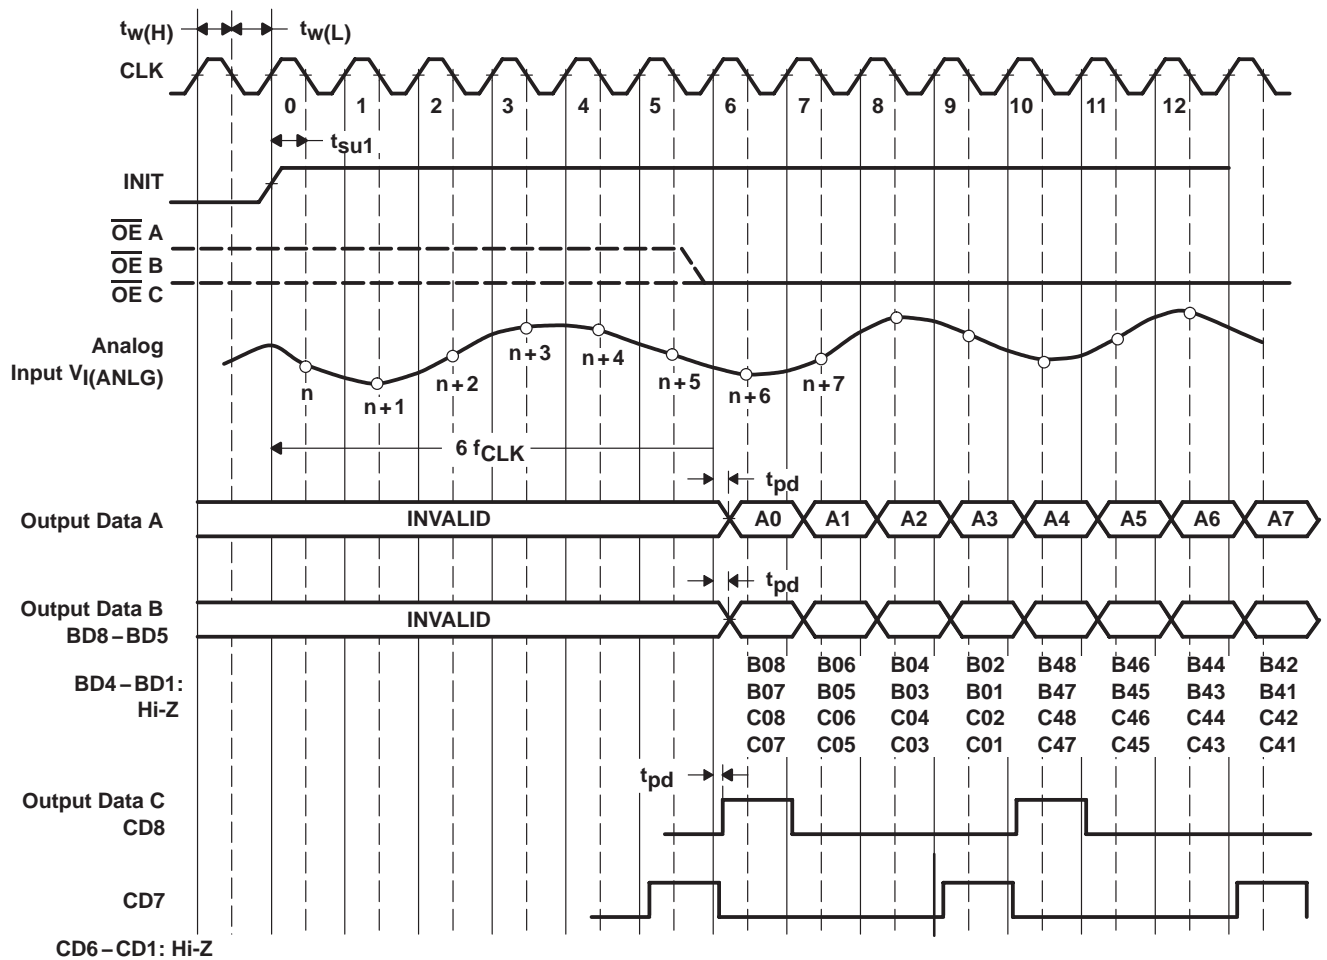 tw(H) tw(L)
CLK
0 1 2 3 4 5 6 7 8 9 10 11 12
tsu1
INIT
OE A
OE B
OE C
Analog
Input VI(ANLG)
n n+1 n+2 n+3 n+4 n+5 n+6 n+7
6 fCLK
tpd
Output Data A INVALID A0 A1 A2 A3 A4 A5 A6 A7
tpd
Output Data B INVALID
BD8–BD5
BD4–BD1:
Hi-Z
B08 B06 B04 B02 B48 B46 B44 B42
B07 B05 B03 B01 B47 B45 B43 B41
C08 C06 C04 C02 C48 C46 C44 C42
C07 C05 C03 C01 C47 C45 C43 C41
tpd
Output Data C
CD8
CD7
CD6–CD1: Hi-Z